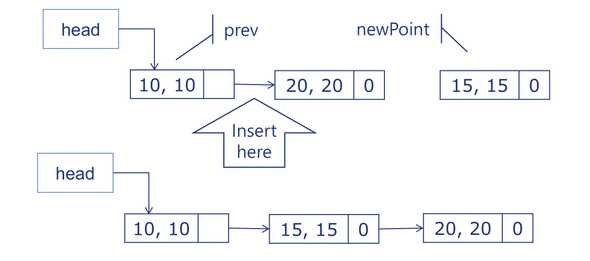 head
prev
newPoint
10, 10
20, 20 0
15, 15 0
Insert
here
head
10, 10
15, 15 0
20, 20 0